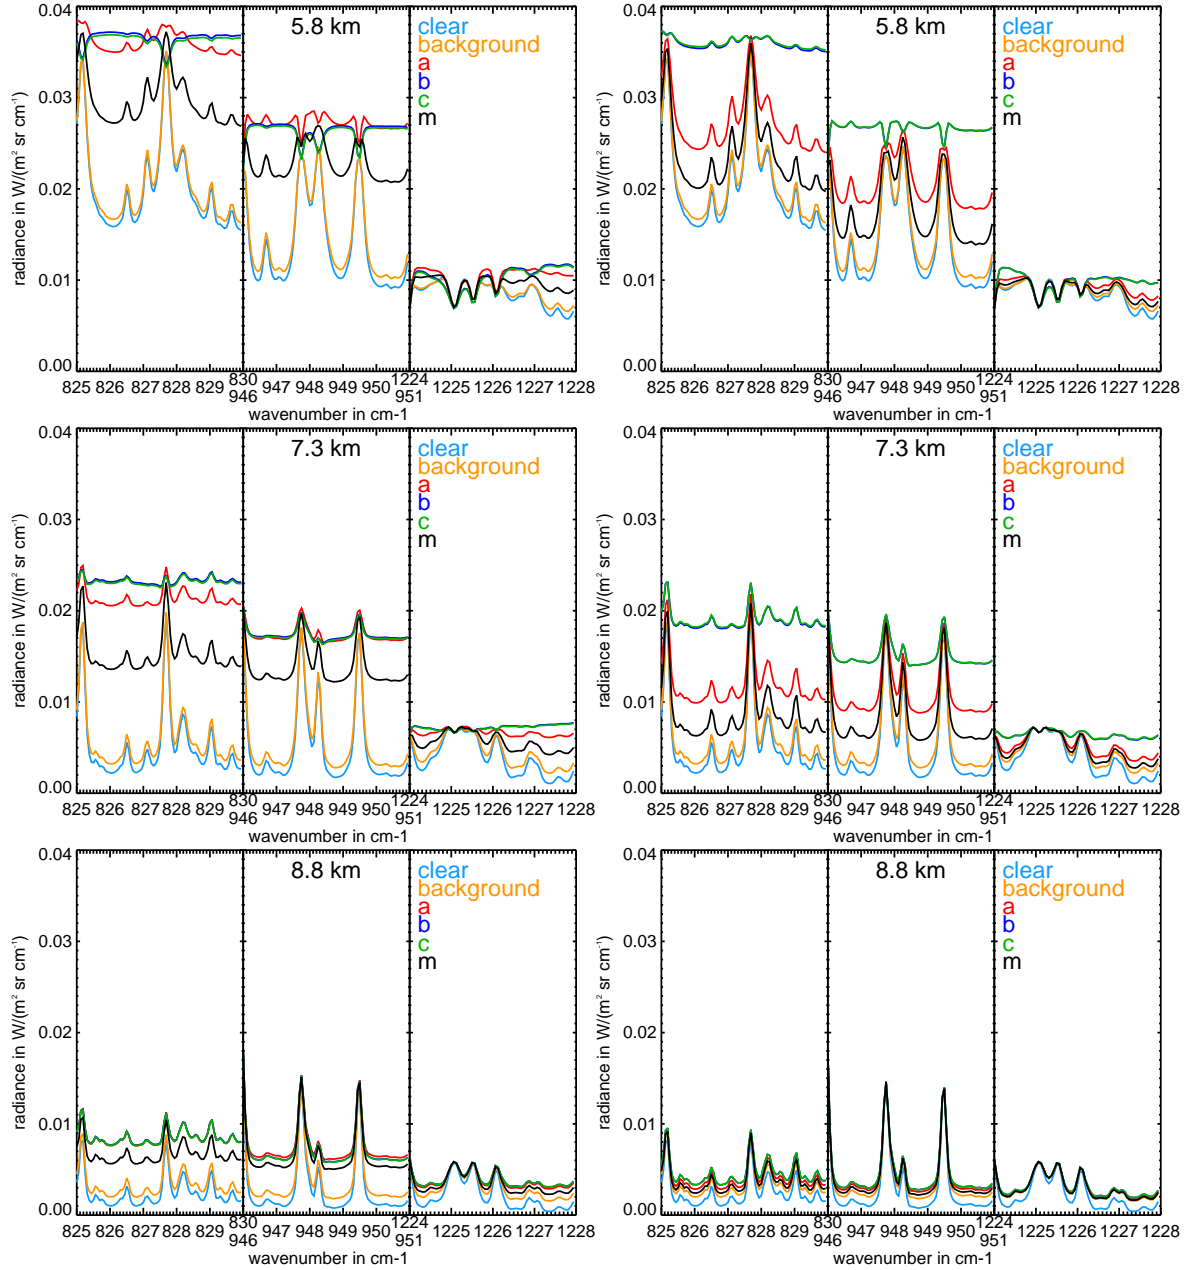 5.8 km
clear
background
a
b
c
m
0.04
0.03
0.02
0.01
0.00
radiance in W/(m² sr cm⁻¹)
825 826 827 828 829 830
946 947 948 949 950 951
1224 1225 1226 1227 1228
wavenumber in cm-1
5.8 km
clear
background
a
b
c
m
0.04
0.03
0.02
0.01
0.00
radiance in W/(m² sr cm⁻¹)
825 826 827 828 829 830
946 947 948 949 950 951
1224 1225 1226 1227 1228
wavenumber in cm-1
7.3 km
clear
background
a
b
c
m
0.04
0.03
0.02
0.01
0.00
radiance in W/(m² sr cm⁻¹)
825 826 827 828 829 830
946 947 948 949 950 951
1224 1225 1226 1227 1228
wavenumber in cm-1
7.3 km
clear
background
a
b
c
m
0.04
0.03
0.02
0.01
0.00
radiance in W/(m² sr cm⁻¹)
825 826 827 828 829 830
946 947 948 949 950 951
1224 1225 1226 1227 1228
wavenumber in cm-1
8.8 km
clear
background
a
b
c
m
0.04
0.03
0.02
0.01
0.00
radiance in W/(m² sr cm⁻¹)
825 826 827 828 829 830
946 947 948 949 950 951
1224 1225 1226 1227 1228
wavenumber in cm-1
8.8 km
clear
background
a
b
c
m
0.04
0.03
0.02
0.01
0.00
radiance in W/(m² sr cm⁻¹)
825 826 827 828 829 830
946 947 948 949 950 951
1224 1225 1226 1227 1228
wavenumber in cm-1